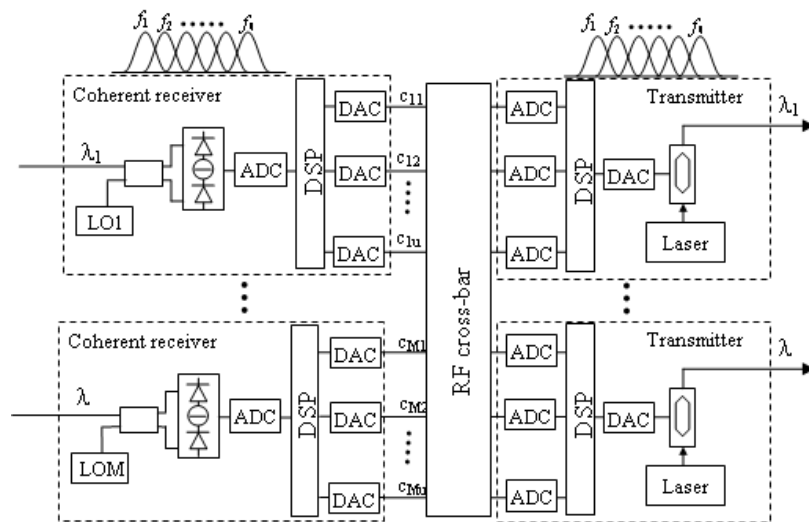 f1 f2 ••••• fq
f1 f2 ••••• fq
Coherent receiver
λ1
LO1
ADC
DSP
DAC
DAC
DAC
c11
c12
c1u
RF cross-bar
ADC
ADC
ADC
DSP
Transmitter
λ1
DAC
Laser
Coherent receiver
λ
LOM
ADC
DSP
DAC
DAC
DAC
cM1
cM2
cMu
ADC
ADC
ADC
DSP
Transmitter
λ
DAC
Laser